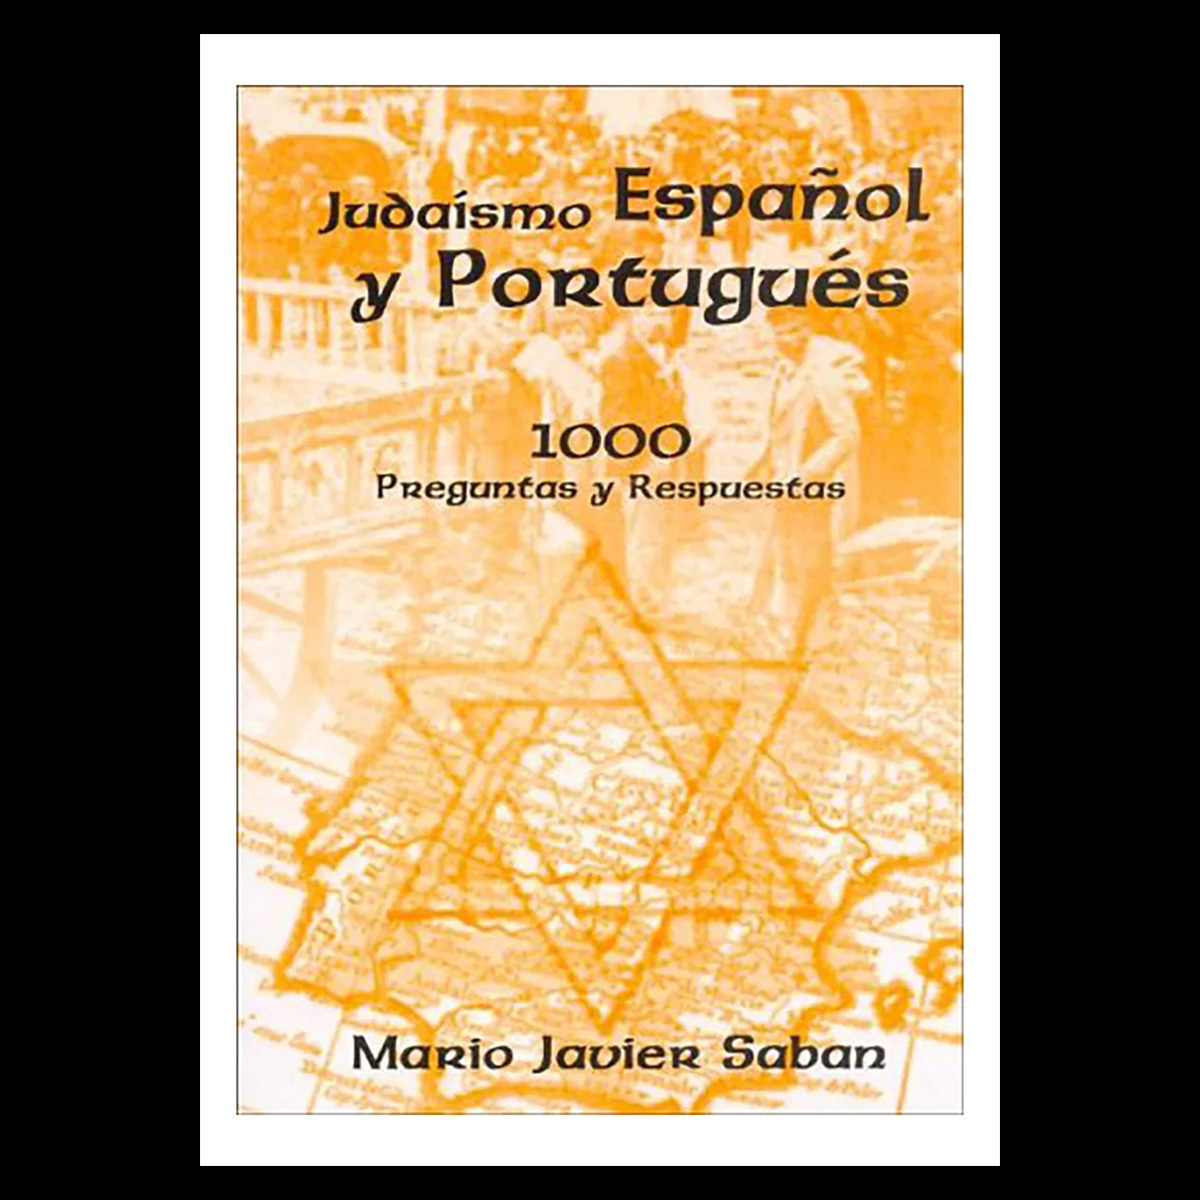 Judaísmo Español
y Portugués
1000
Preguntas y Respuestas
Mario Javier Saban